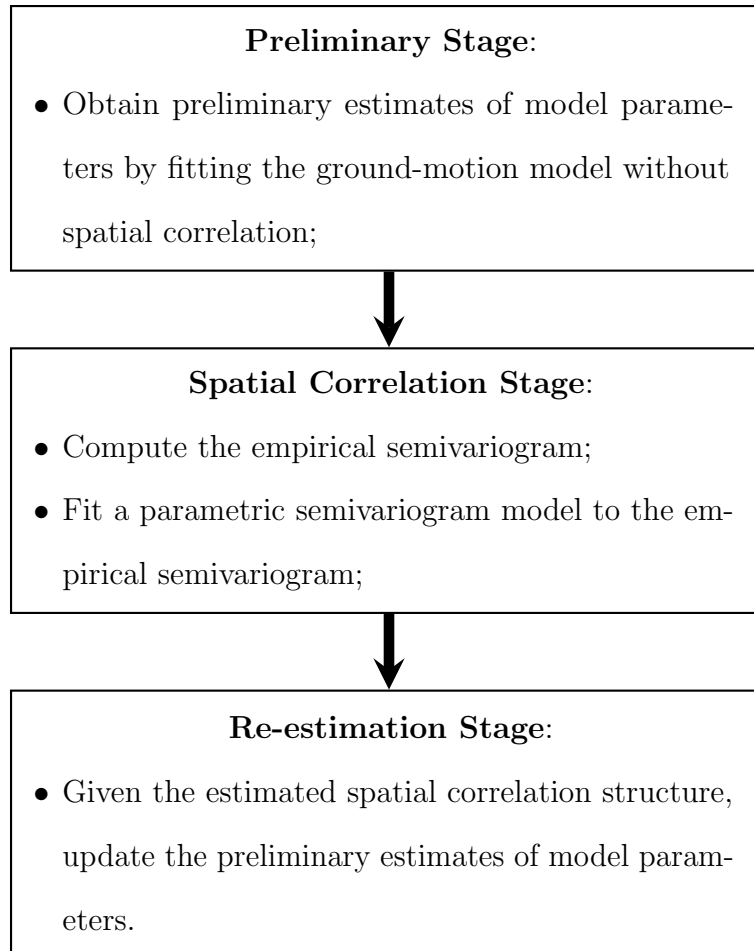 Preliminary Stage:
• Obtain preliminary estimates of model parame-
ters by fitting the ground-motion model without
spatial correlation;
Spatial Correlation Stage:
• Compute the empirical semivariogram;
• Fit a parametric semivariogram model to the em-
pirical semivariogram;
Re-estimation Stage:
• Given the estimated spatial correlation structure,
update the preliminary estimates of model param-
eters.